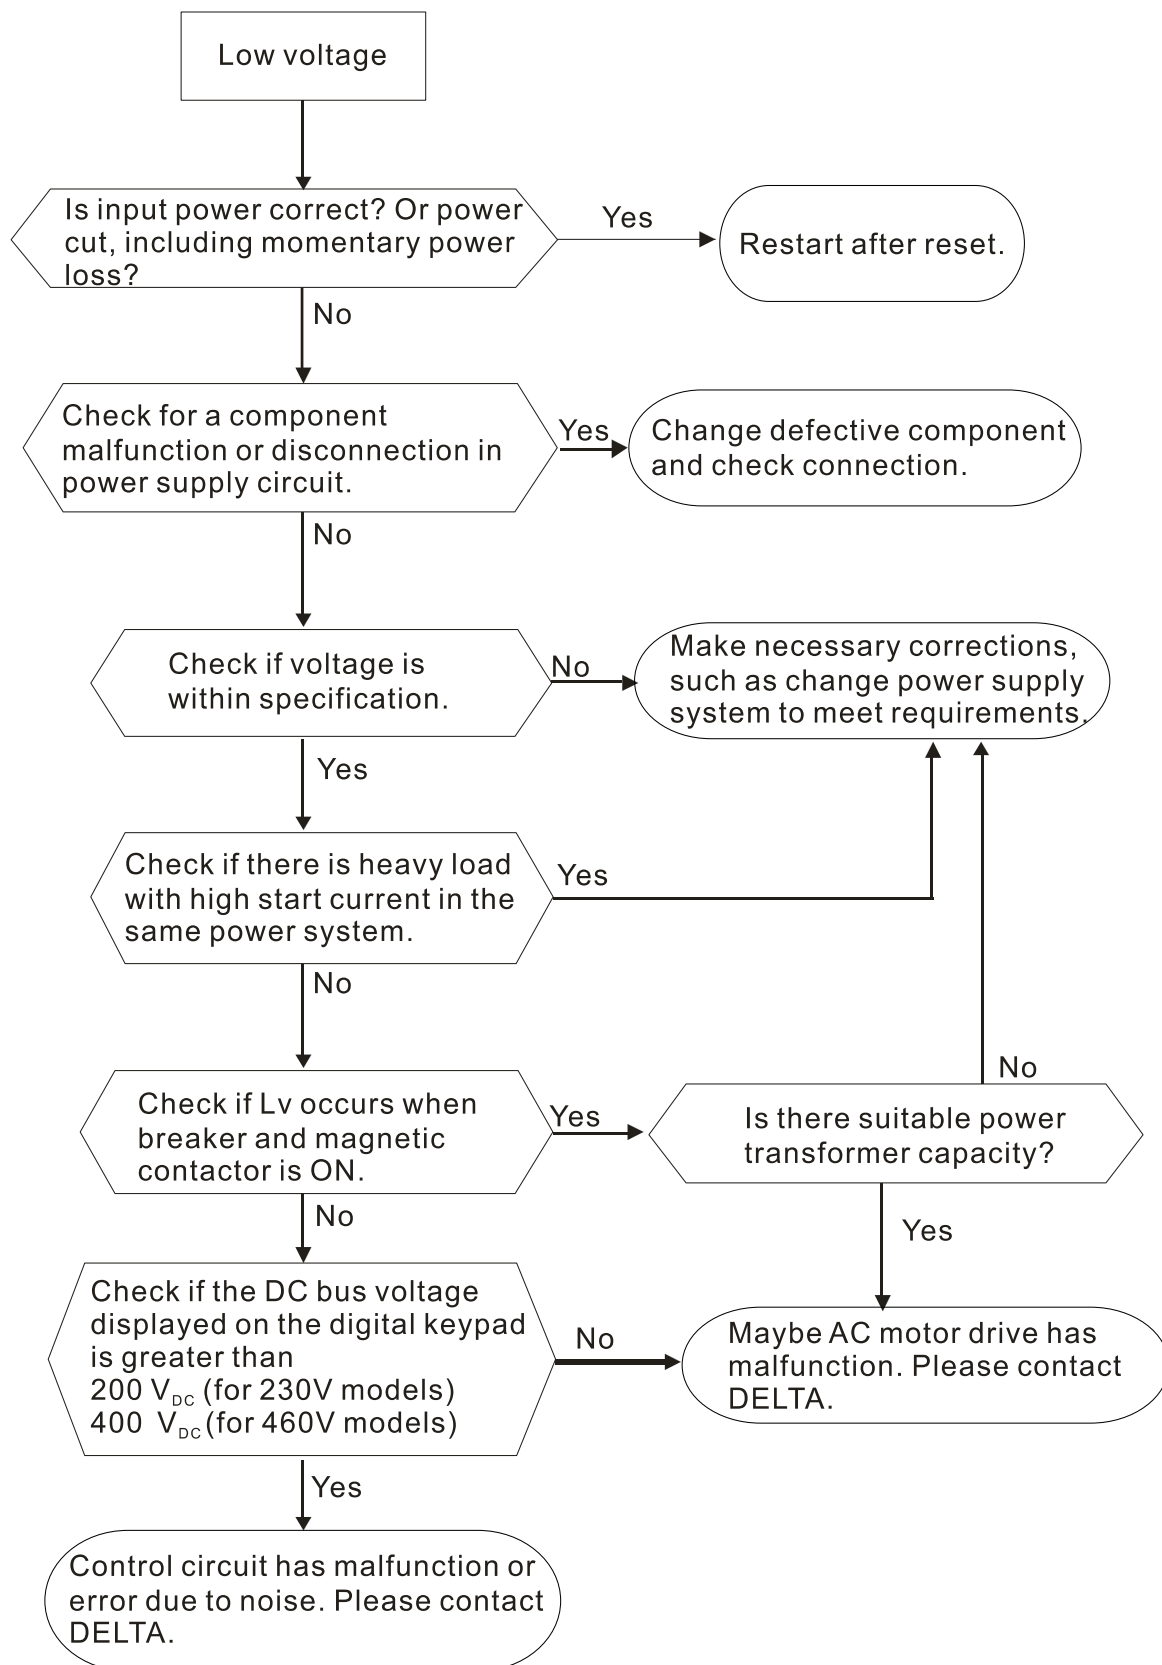 Low voltage
Is input power correct? Or power
cut, including momentary power
loss?
Yes
Restart after reset.
No
Check for a component
malfunction or disconnection in
power supply circuit.
Yes
Change defective component
and check connection.
No
Check if voltage is
within specification.
No
Make necessary corrections,
such as change power supply
system to meet requirements.
Yes
Check if there is heavy load
with high start current in the
same power system.
Yes
No
Check if Lv occurs when
breaker and magnetic
contactor is ON.
Yes
Is there suitable power
transformer capacity?
No
Yes
No
Check if the DC bus voltage
displayed on the digital keypad
is greater than
200 VDC (for 230V models)
400 VDC (for 460V models)
No
Maybe AC motor drive has
malfunction. Please contact
DELTA.
Yes
Control circuit has malfunction or
error due to noise. Please contact
DELTA.